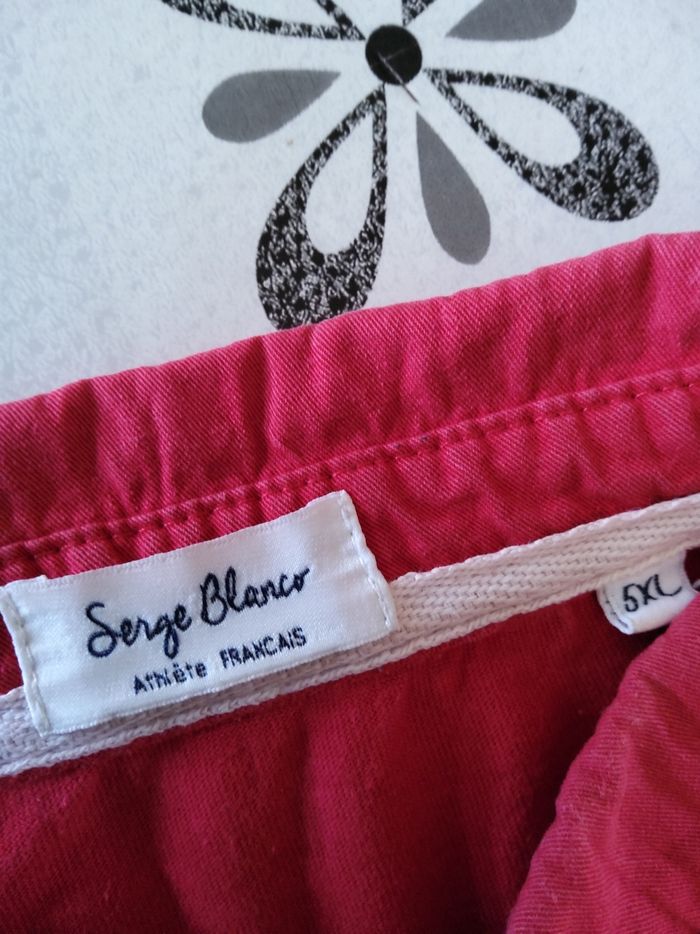 Serge Blanco
Athlète FRANCAIS
5XL